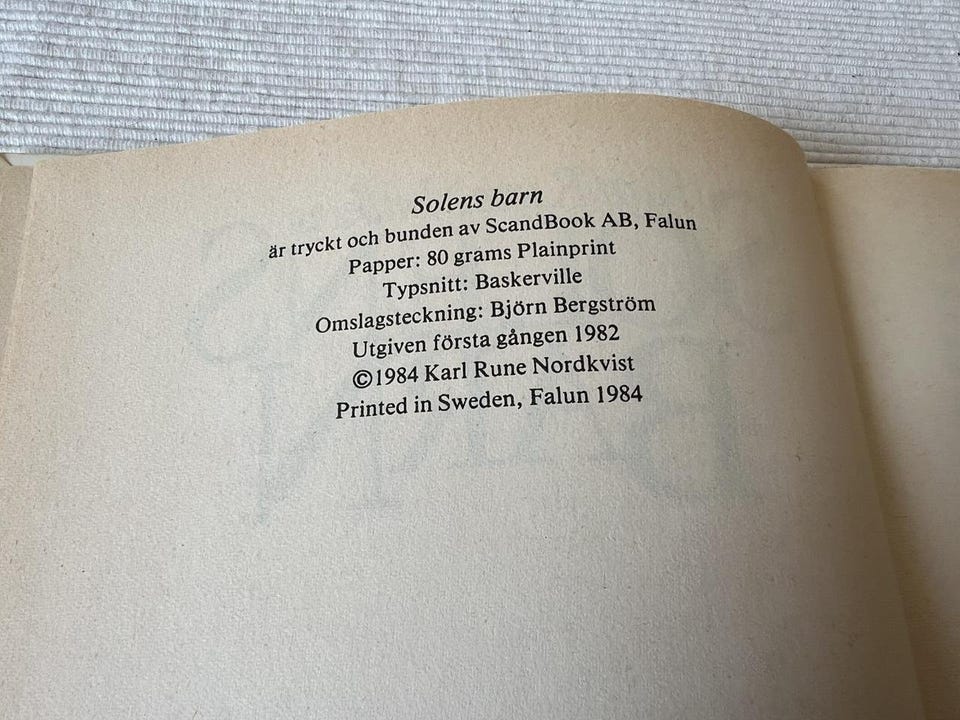 Solens barn
är tryckt och bunden av ScandBook AB, Falun
Papper: 80 grams Plainprint
Typsnitt: Baskerville
Omslagsteckning: Björn Bergström
Utgiven första gången 1982
©1984 Karl Rune Nordkvist
Printed in Sweden, Falun 1984